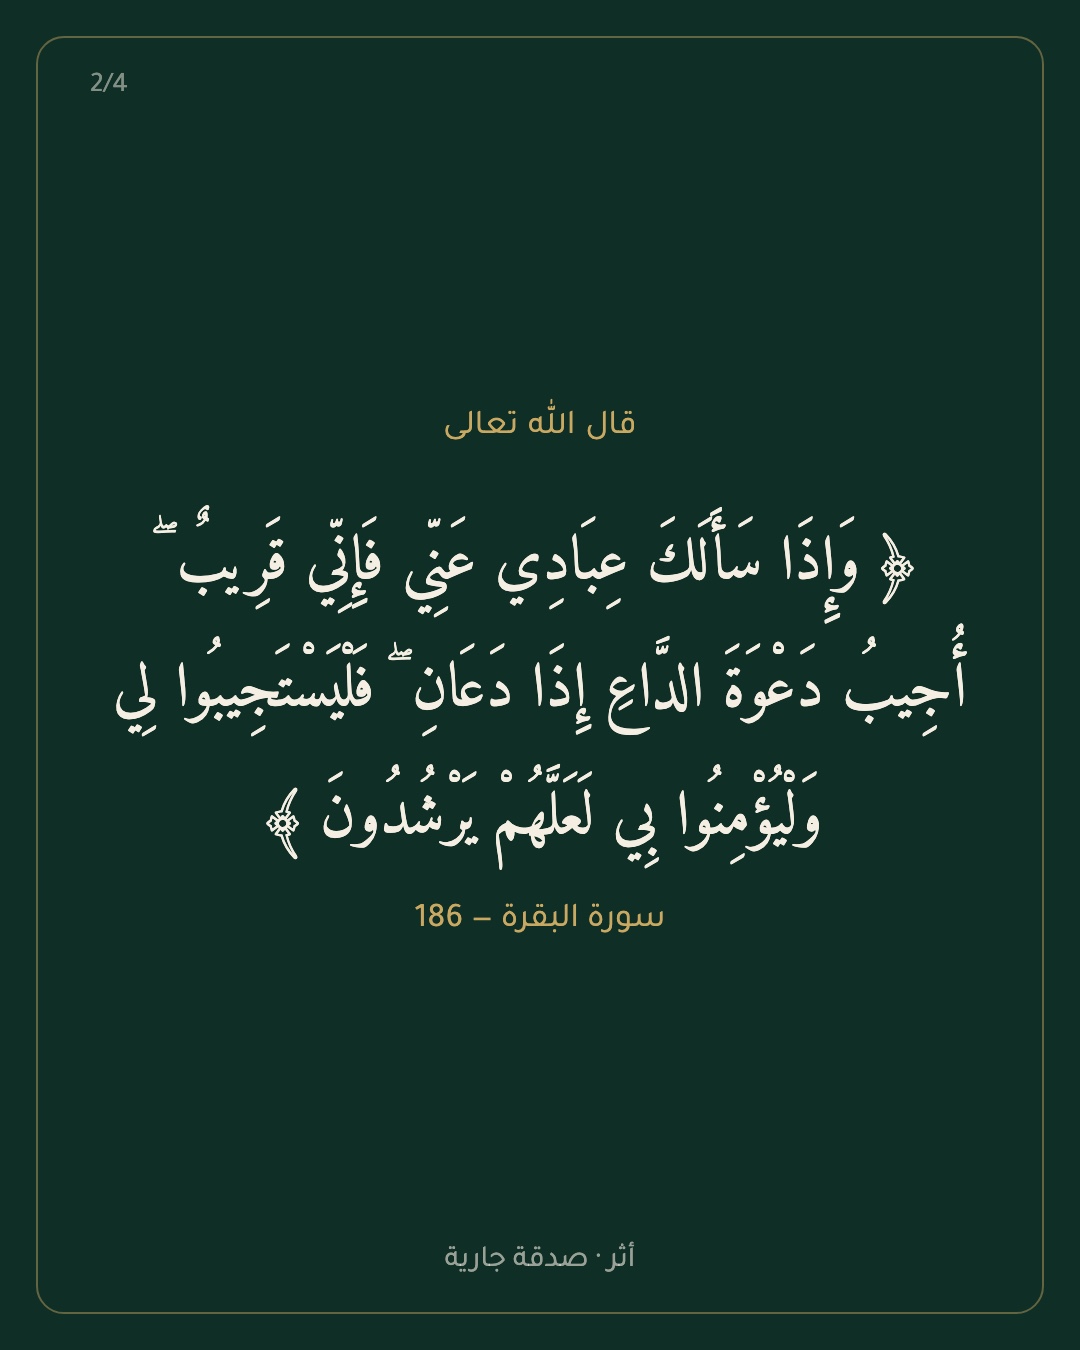 2/4
قال الله تعالى
﴿ وَإِذَا سَأَلَكَ عِبَادِي عَنِّي فَإِنِّي قَرِيبٌ ۖ
أُجِيبُ دَعْوَةَ الدَّاعِ إِذَا دَعَانِ ۖ فَلْيَسْتَجِيبُوا لِي
وَلْيُؤْمِنُوا بِي لَعَلَّهُمْ يَرْشُدُونَ ﴾
سورة البقرة – 186
أثر · صدقة جارية